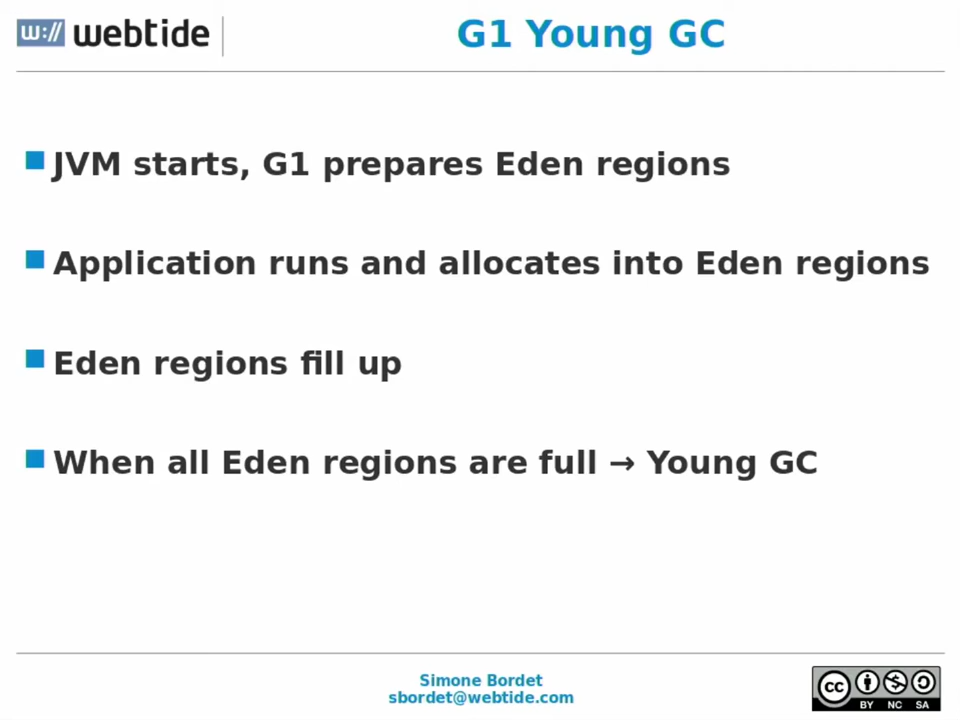 w:// webtide
G1 Young GC
JVM starts, G1 prepares Eden regions
Application runs and allocates into Eden regions
Eden regions fill up
When all Eden regions are full → Young GC
Simone Bordet
sbordet@webtide.com
cc
BY NC SA